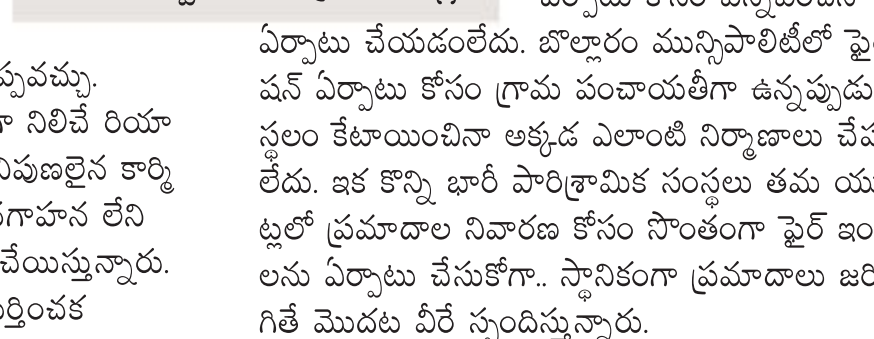 ప్పవచ్చు.
నిలిచే రియా
నిపుణలైన కార్మి
లేని
చేయిస్తున్నారు.
ర్తించక
ఏర్పాటు చేయడంలేదు. బొల్లారం మున్సిపాలిటీలో ఫై
షన్ ఏర్పాటు కోసం గ్రామ పంచాయతీగా ఉన్నప్పుడు
స్థలం కేటాయించినా అక్కడ ఎలాంటి నిర్మాణాలు చేప
లేదు. ఇక కొన్ని భారీ పారిశ్రామిక సంస్థలు తమ యు
ట్లలో ప్రమాదాల నివారణ కోసం సొంతంగా ఫైర్ ఇం
లను ఏర్పాటు చేసుకోగా.. స్థానికంగా ప్రమాదాలు జరి
గితే మొదట వీరే స్పందిస్తున్నారు.